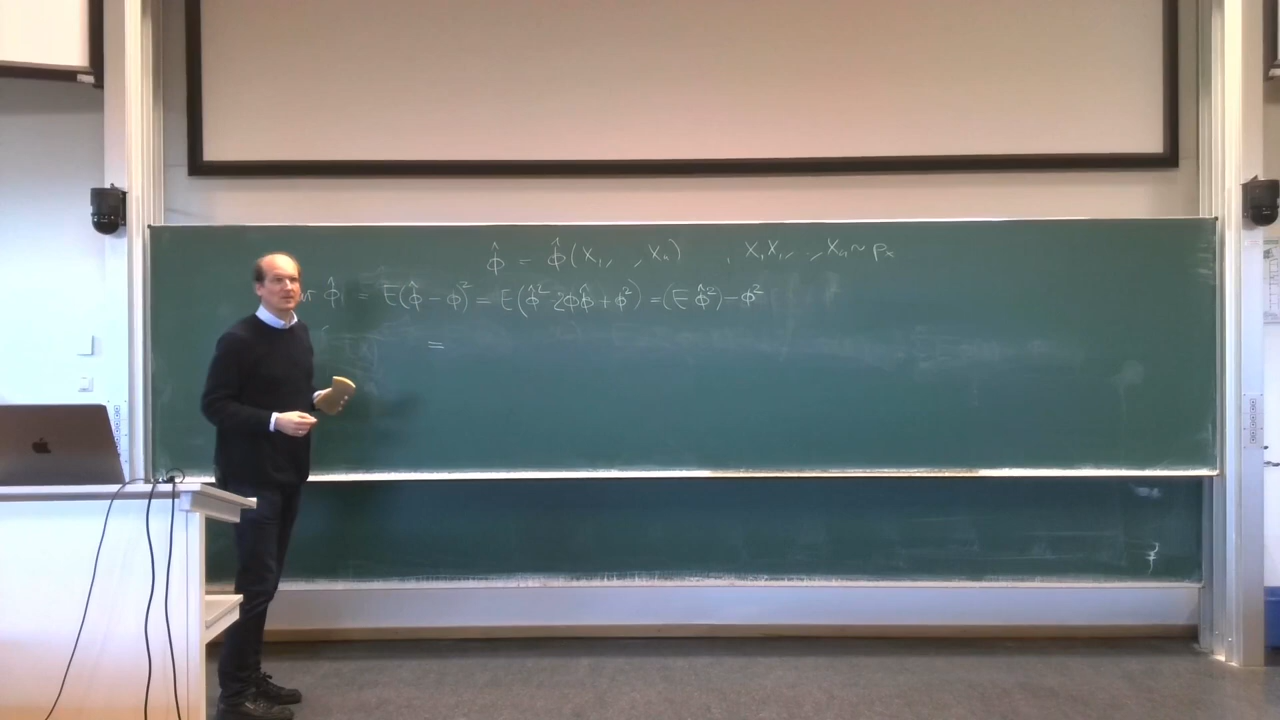 ϕ̂ = ϕ̂(X₁, , Xₙ) , X,X₁, . , Xₙ ~ pₓ
ϕ̂ = E(ϕ̂ - ϕ)² = E(ϕ̂² 2ϕϕ̂ + ϕ²) = (E ϕ̂²) - ϕ²
=